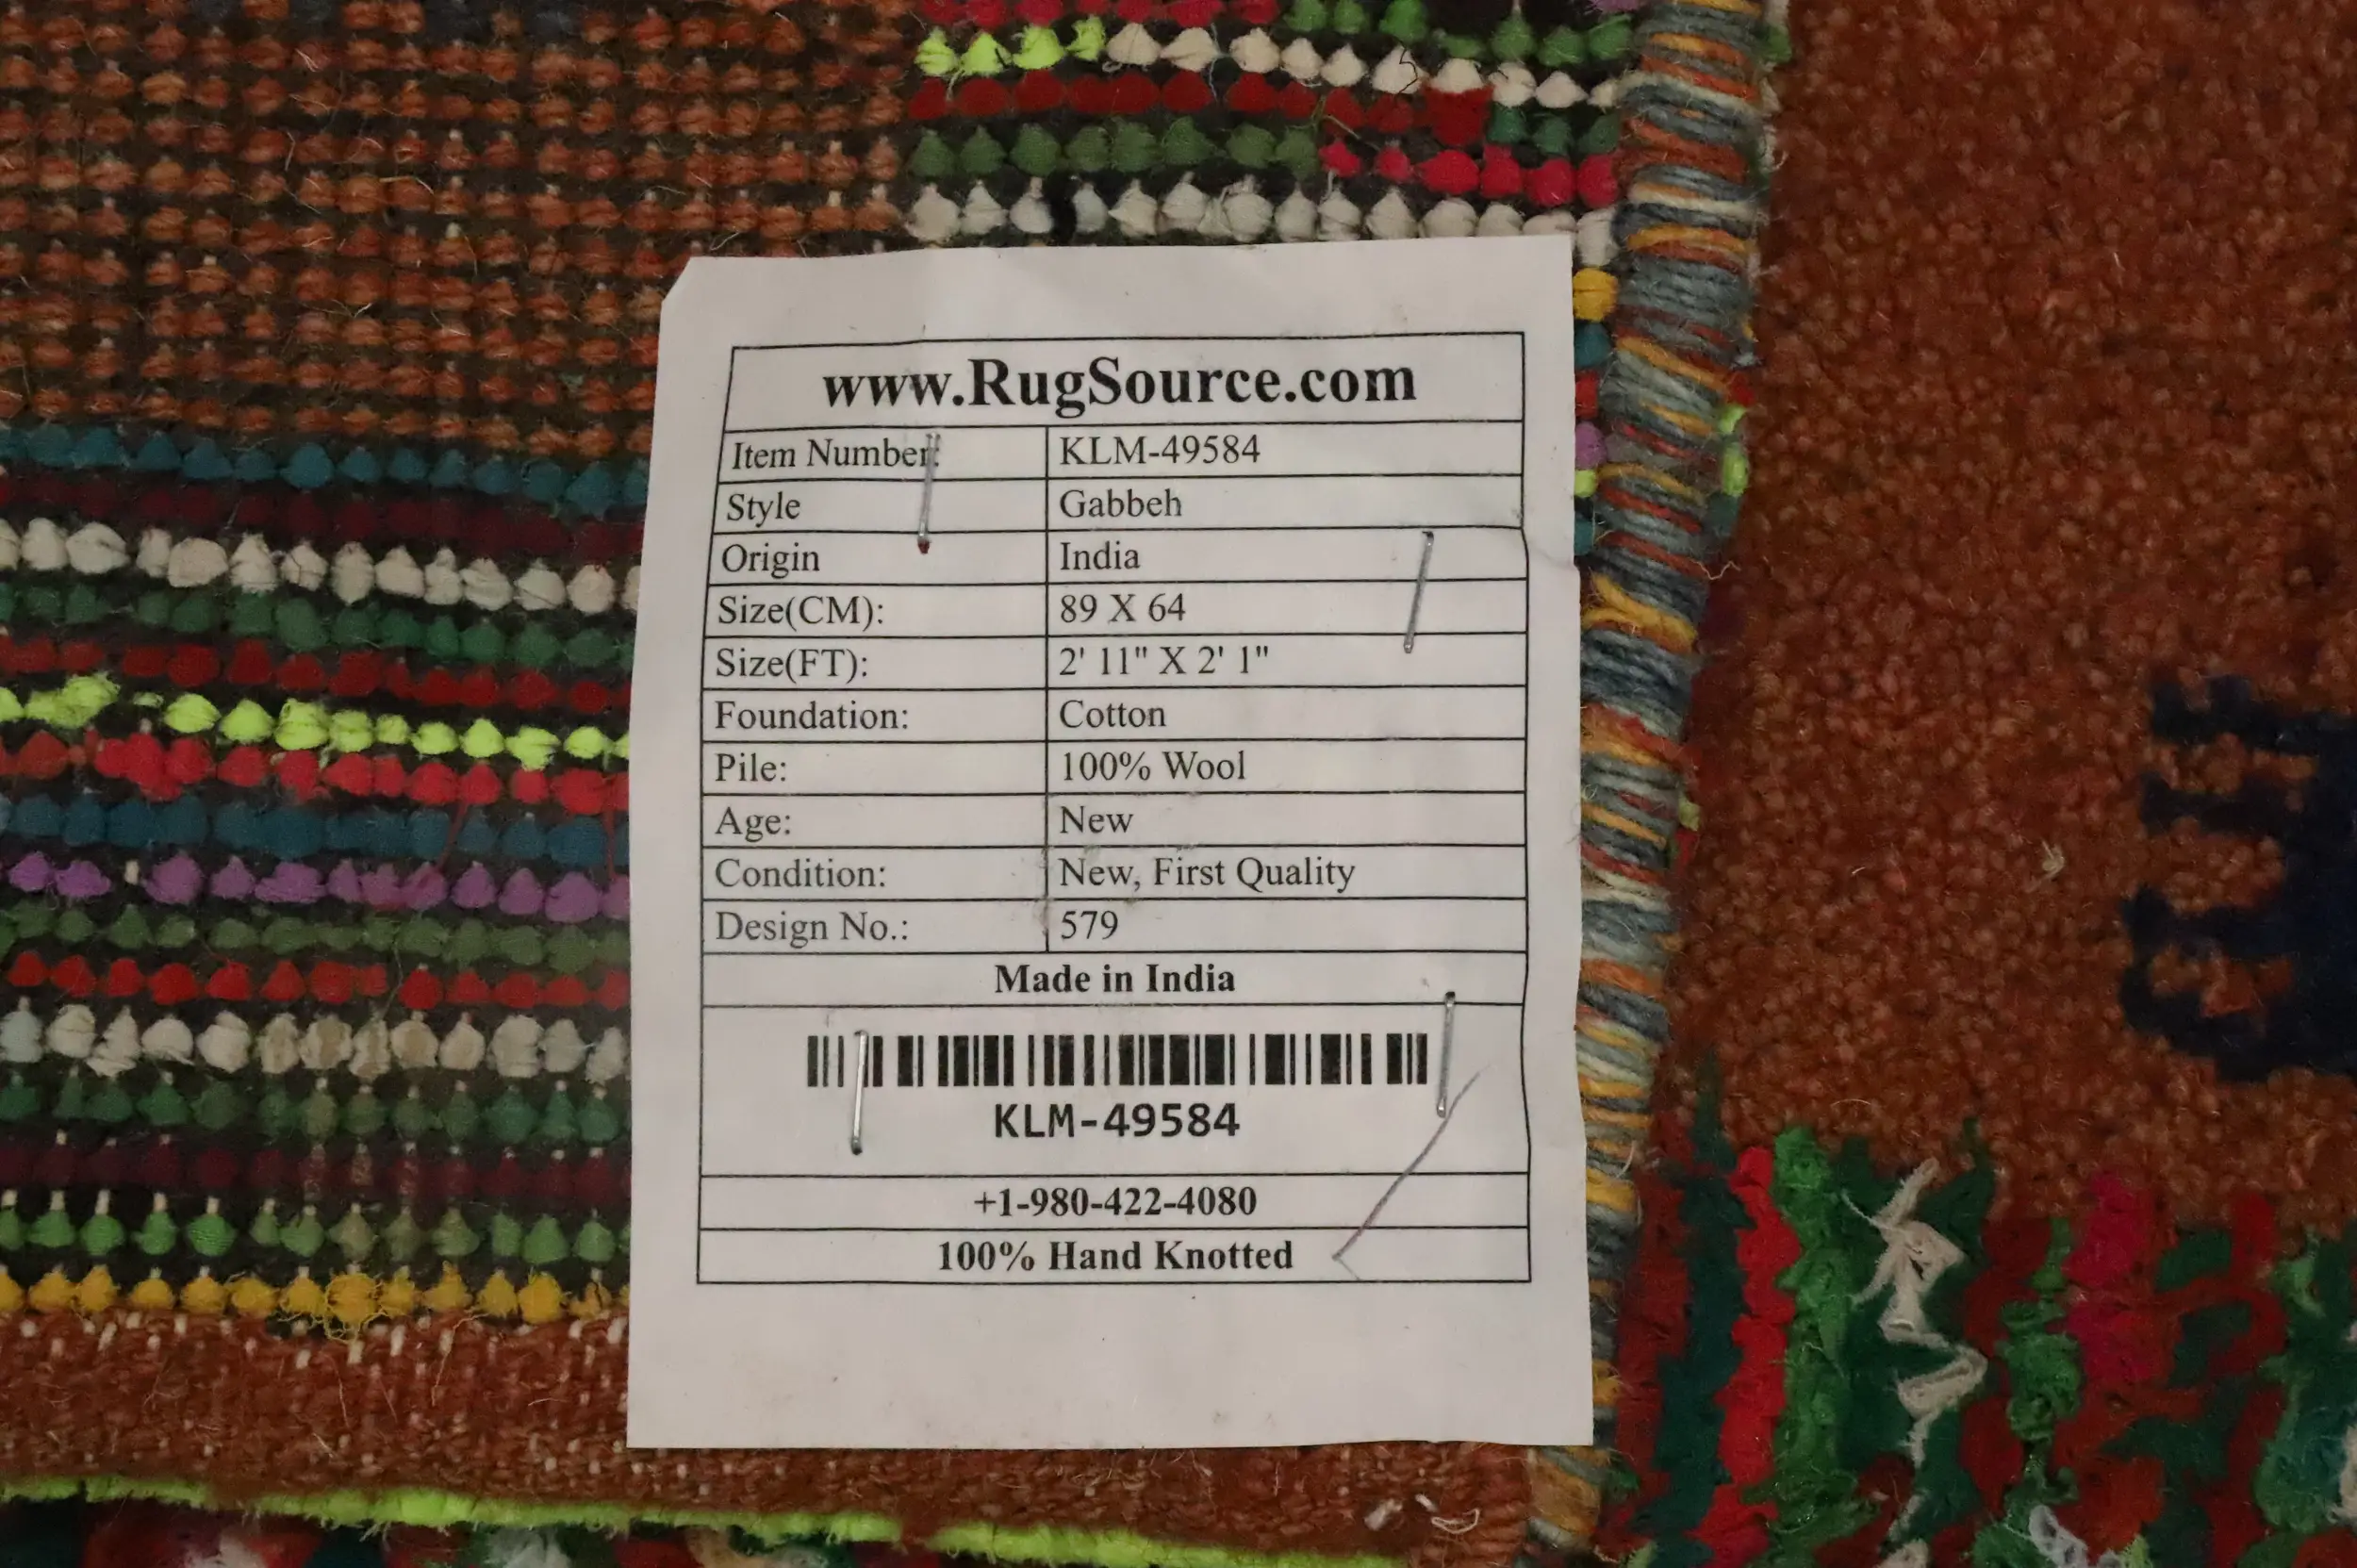 www.RugSource.com
Item Number: KLM-49584
Style Gabbeh
Origin India
Size(CM): 89 X 64
Size(FT): 2' 11" X 2' 1"
Foundation: Cotton
Pile: 100% Wool
Age: New
Condition: New, First Quality
Design No.: 579
Made in India
KLM-49584
+1-980-422-4080
100% Hand Knotted